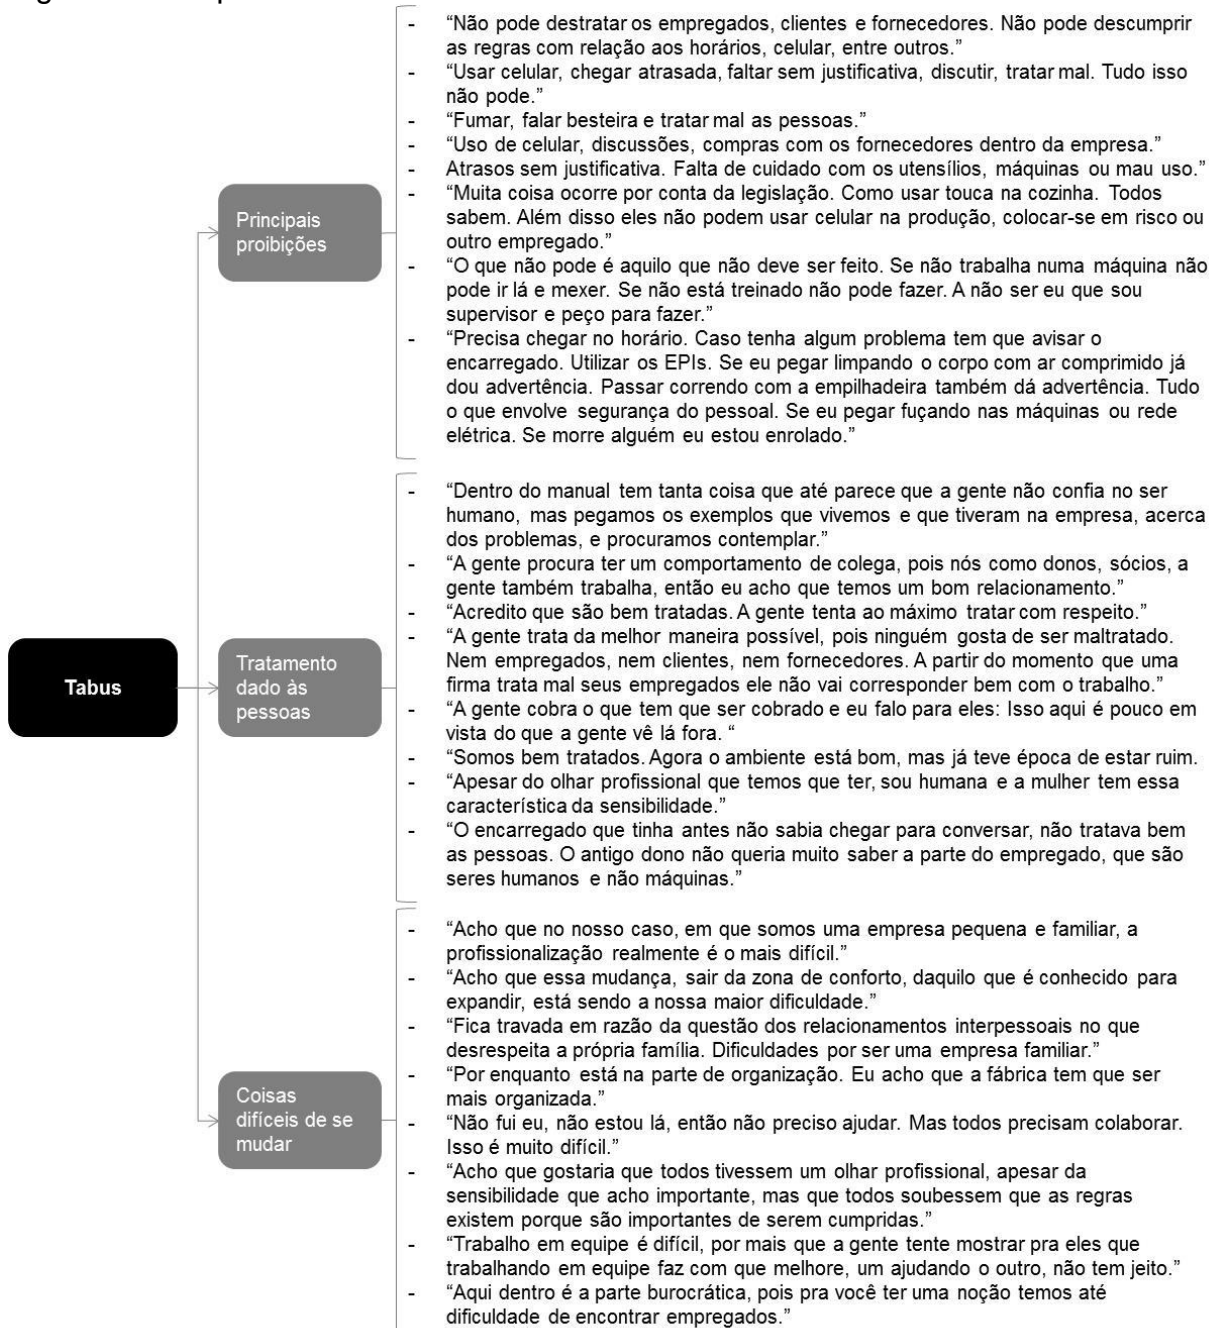 - “Não pode destratar os empregados, clientes e fornecedores. Não pode descumprir
as regras com relação aos horários, celular, entre outros.”
- “Usar celular, chegar atrasada, faltar sem justificativa, discutir, tratar mal. Tudo isso
não pode.”
- “Fumar, falar besteira e tratar mal as pessoas.”
- “Uso de celular, discussões, compras com os fornecedores dentro da empresa.”
- Atrasos sem justificativa. Falta de cuidado com os utensílios, máquinas ou mau uso.”
- “Muita coisa ocorre por conta da legislação. Como usar touca na cozinha. Todos
sabem. Além disso eles não podem usar celular na produção, colocar-se em risco ou
outro empregado.”
- “O que não pode é aquilo que não deve ser feito. Se não trabalha numa máquina não
pode ir lá e mexer. Se não está treinado não pode fazer. A não ser eu que sou
supervisor e peço para fazer.”
- “Precisa chegar no horário. Caso tenha algum problema tem que avisar o
encarregado. Utilizar os EPIs. Se eu pegar limpando o corpo com ar comprimido já
dou advertência. Passar correndo com a empilhadeira também dá advertência. Tudo
o que envolve segurança do pessoal. Se eu pegar fuçando nas máquinas ou rede
elétrica. Se morre alguém eu estou enrolado.”
Principais
proibições
- “Dentro do manual tem tanta coisa que até parece que a gente não confia no ser
humano, mas pegamos os exemplos que vivemos e que tiveram na empresa, acerca
dos problemas, e procuramos contemplar.”
- “A gente procura ter um comportamento de colega, pois nós como donos, sócios, a
gente também trabalha, então eu acho que temos um bom relacionamento.”
- “Acredito que são bem tratadas. A gente tenta ao máximo tratar com respeito.”
- “A gente trata da melhor maneira possível, pois ninguém gosta de ser maltratado.
Nem empregados, nem clientes, nem fornecedores. A partir do momento que uma
firma trata mal seus empregados ele não vai corresponder bem com o trabalho.”
- “A gente cobra o que tem que ser cobrado e eu falo para eles: Isso aqui é pouco em
vista do que a gente vê lá fora. “
- “Somos bem tratados. Agora o ambiente está bom, mas já teve época de estar ruim.
- “Apesar do olhar profissional que temos que ter, sou humana e a mulher tem essa
característica da sensibilidade.”
- “O encarregado que tinha antes não sabia chegar para conversar, não tratava bem
as pessoas. O antigo dono não queria muito saber a parte do empregado, que são
seres humanos e não máquinas.”
Tabus
Tratamento
dado às
pessoas
- “Acho que no nosso caso, em que somos uma empresa pequena e familiar, a
profissionalização realmente é o mais difícil.”
- “Acho que essa mudança, sair da zona de conforto, daquilo que é conhecido para
expandir, está sendo a nossa maior dificuldade.”
- “Fica travada em razão da questão dos relacionamentos interpessoais no que
desrespeita a própria família. Dificuldades por ser uma empresa familiar.”
- “Por enquanto está na parte de organização. Eu acho que a fábrica tem que ser
mais organizada.”
- “Não fui eu, não estou lá, então não preciso ajudar. Mas todos precisam colaborar.
Isso é muito difícil.”
- “Acho que gostaria que todos tivessem um olhar profissional, apesar da
sensibilidade que acho importante, mas que todos soubessem que as regras
existem porque são importantes de serem cumpridas.”
- “Trabalho em equipe é difícil, por mais que a gente tente mostrar pra eles que
trabalhando em equipe faz com que melhore, um ajudando o outro, não tem jeito.”
- “Aqui dentro é a parte burocrática, pois pra você ter uma noção temos até
dificuldade de encontrar empregados.”
Coisas
difíceis de se
mudar